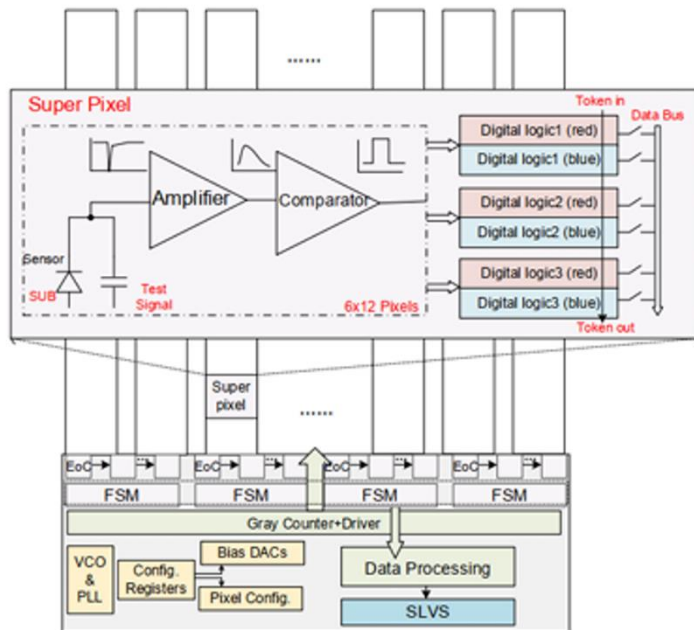 ......
Super Pixel
Token in
Data Bus
Digital logic1 (red)
Digital logic1 (blue)
Amplifier
Comparator
Digital logic2 (red)
Digital logic2 (blue)
Sensor
SUB
Test
Signal
6x12 Pixels
Digital logic3 (red)
Digital logic3 (blue)
Token out
Super
pixel
......
EoC ... EoC ... EoC ... EoC ...
FSM FSM FSM FSM
Gray Counter+Driver
VCO
&
PLL
Config.
Registers
Bias DACs
Pixel Config.
Data Processing
SLVS